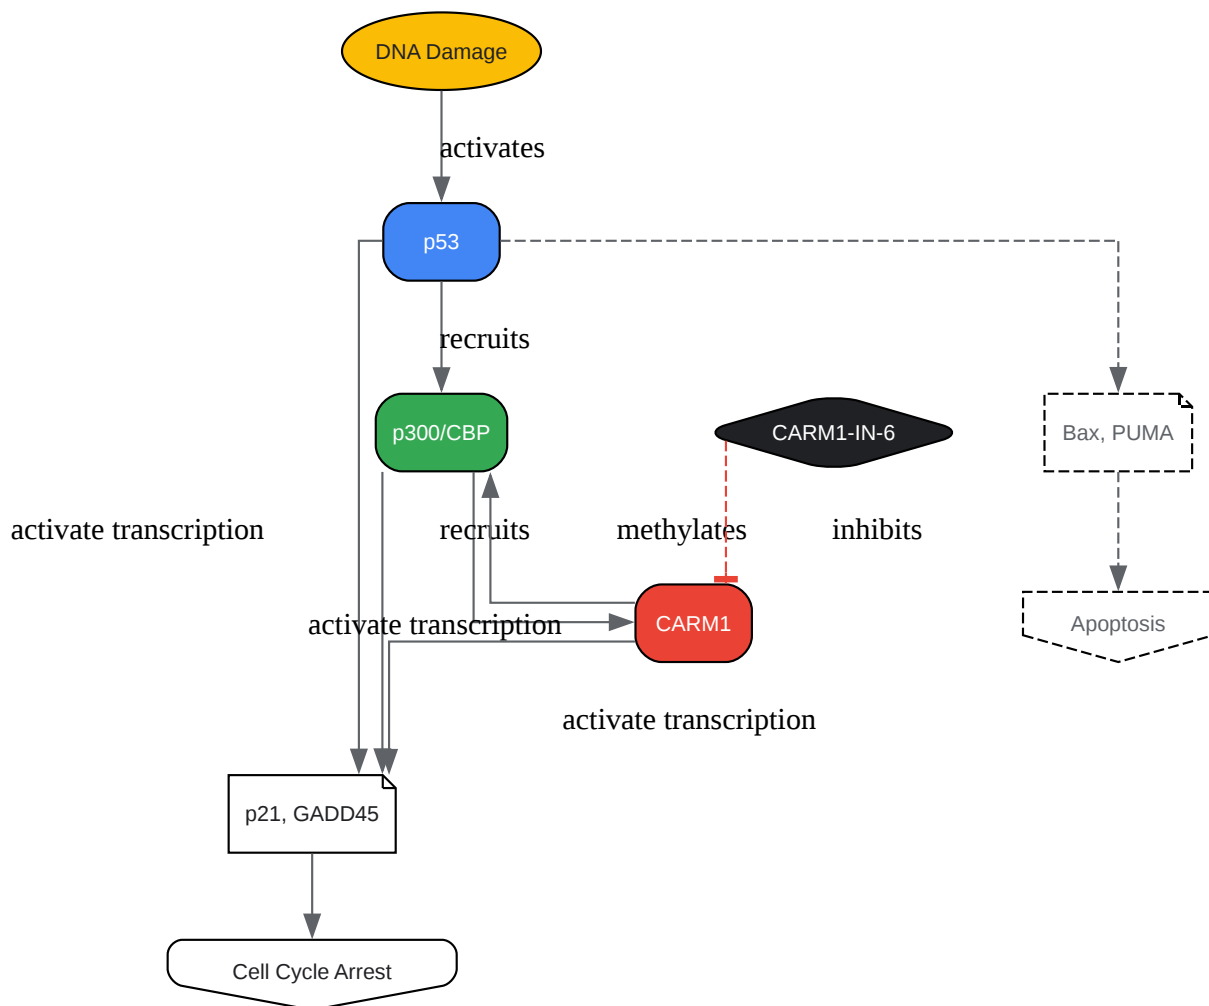 DNA Damage
activates
p53
recruits
p300/CBP
CARM1-IN-6
Bax, PUMA
activate transcription
recruits
methylates
inhibits
activate transcription
CARM1
Apoptosis
activate transcription
p21, GADD45
Cell Cycle Arrest